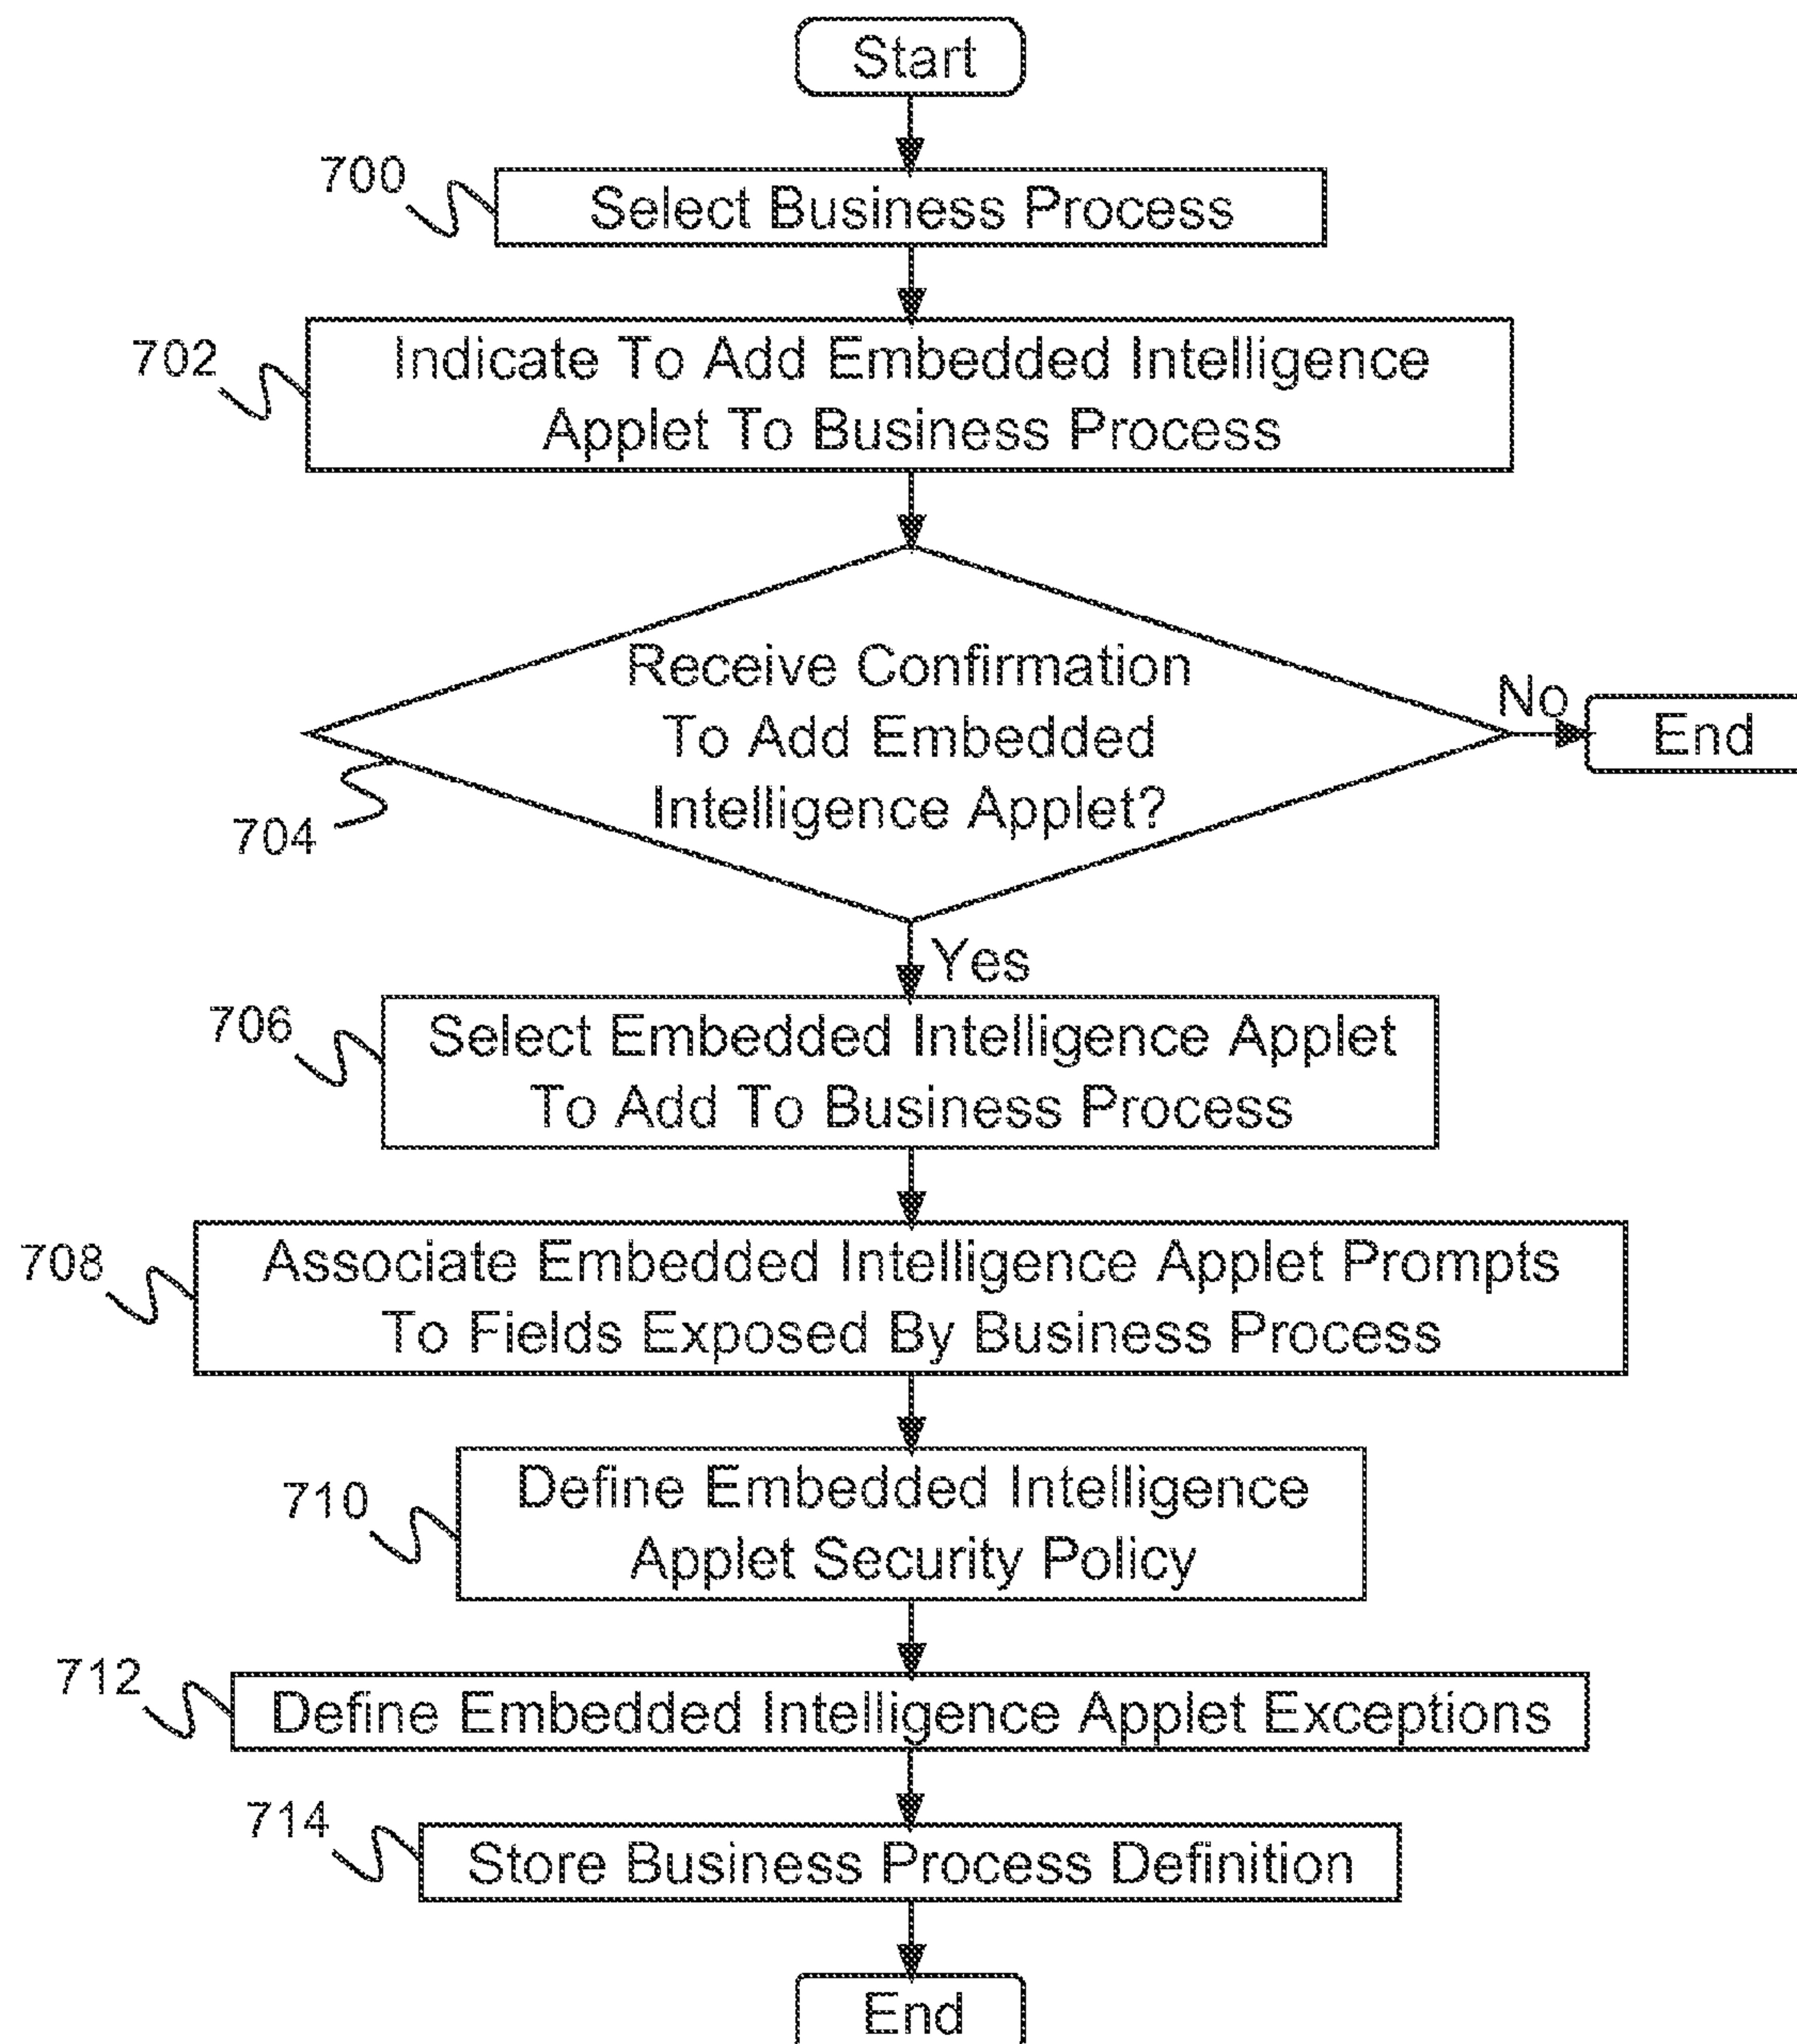 Start
700
Select Business Process
702
Indicate To Add Embedded Intelligence
Applet To Business Process
Receive Confirmation
To Add Embedded
Intelligence Applet?
No
End
704
Yes
706
Select Embedded Intelligence Applet
To Add To Business Process
708
Associate Embedded Intelligence Applet Prompts
To Fields Exposed By Business Process
710
Define Embedded Intelligence
Applet Security Policy
712
Define Embedded Intelligence Applet Exceptions
714
Store Business Process Definition
End